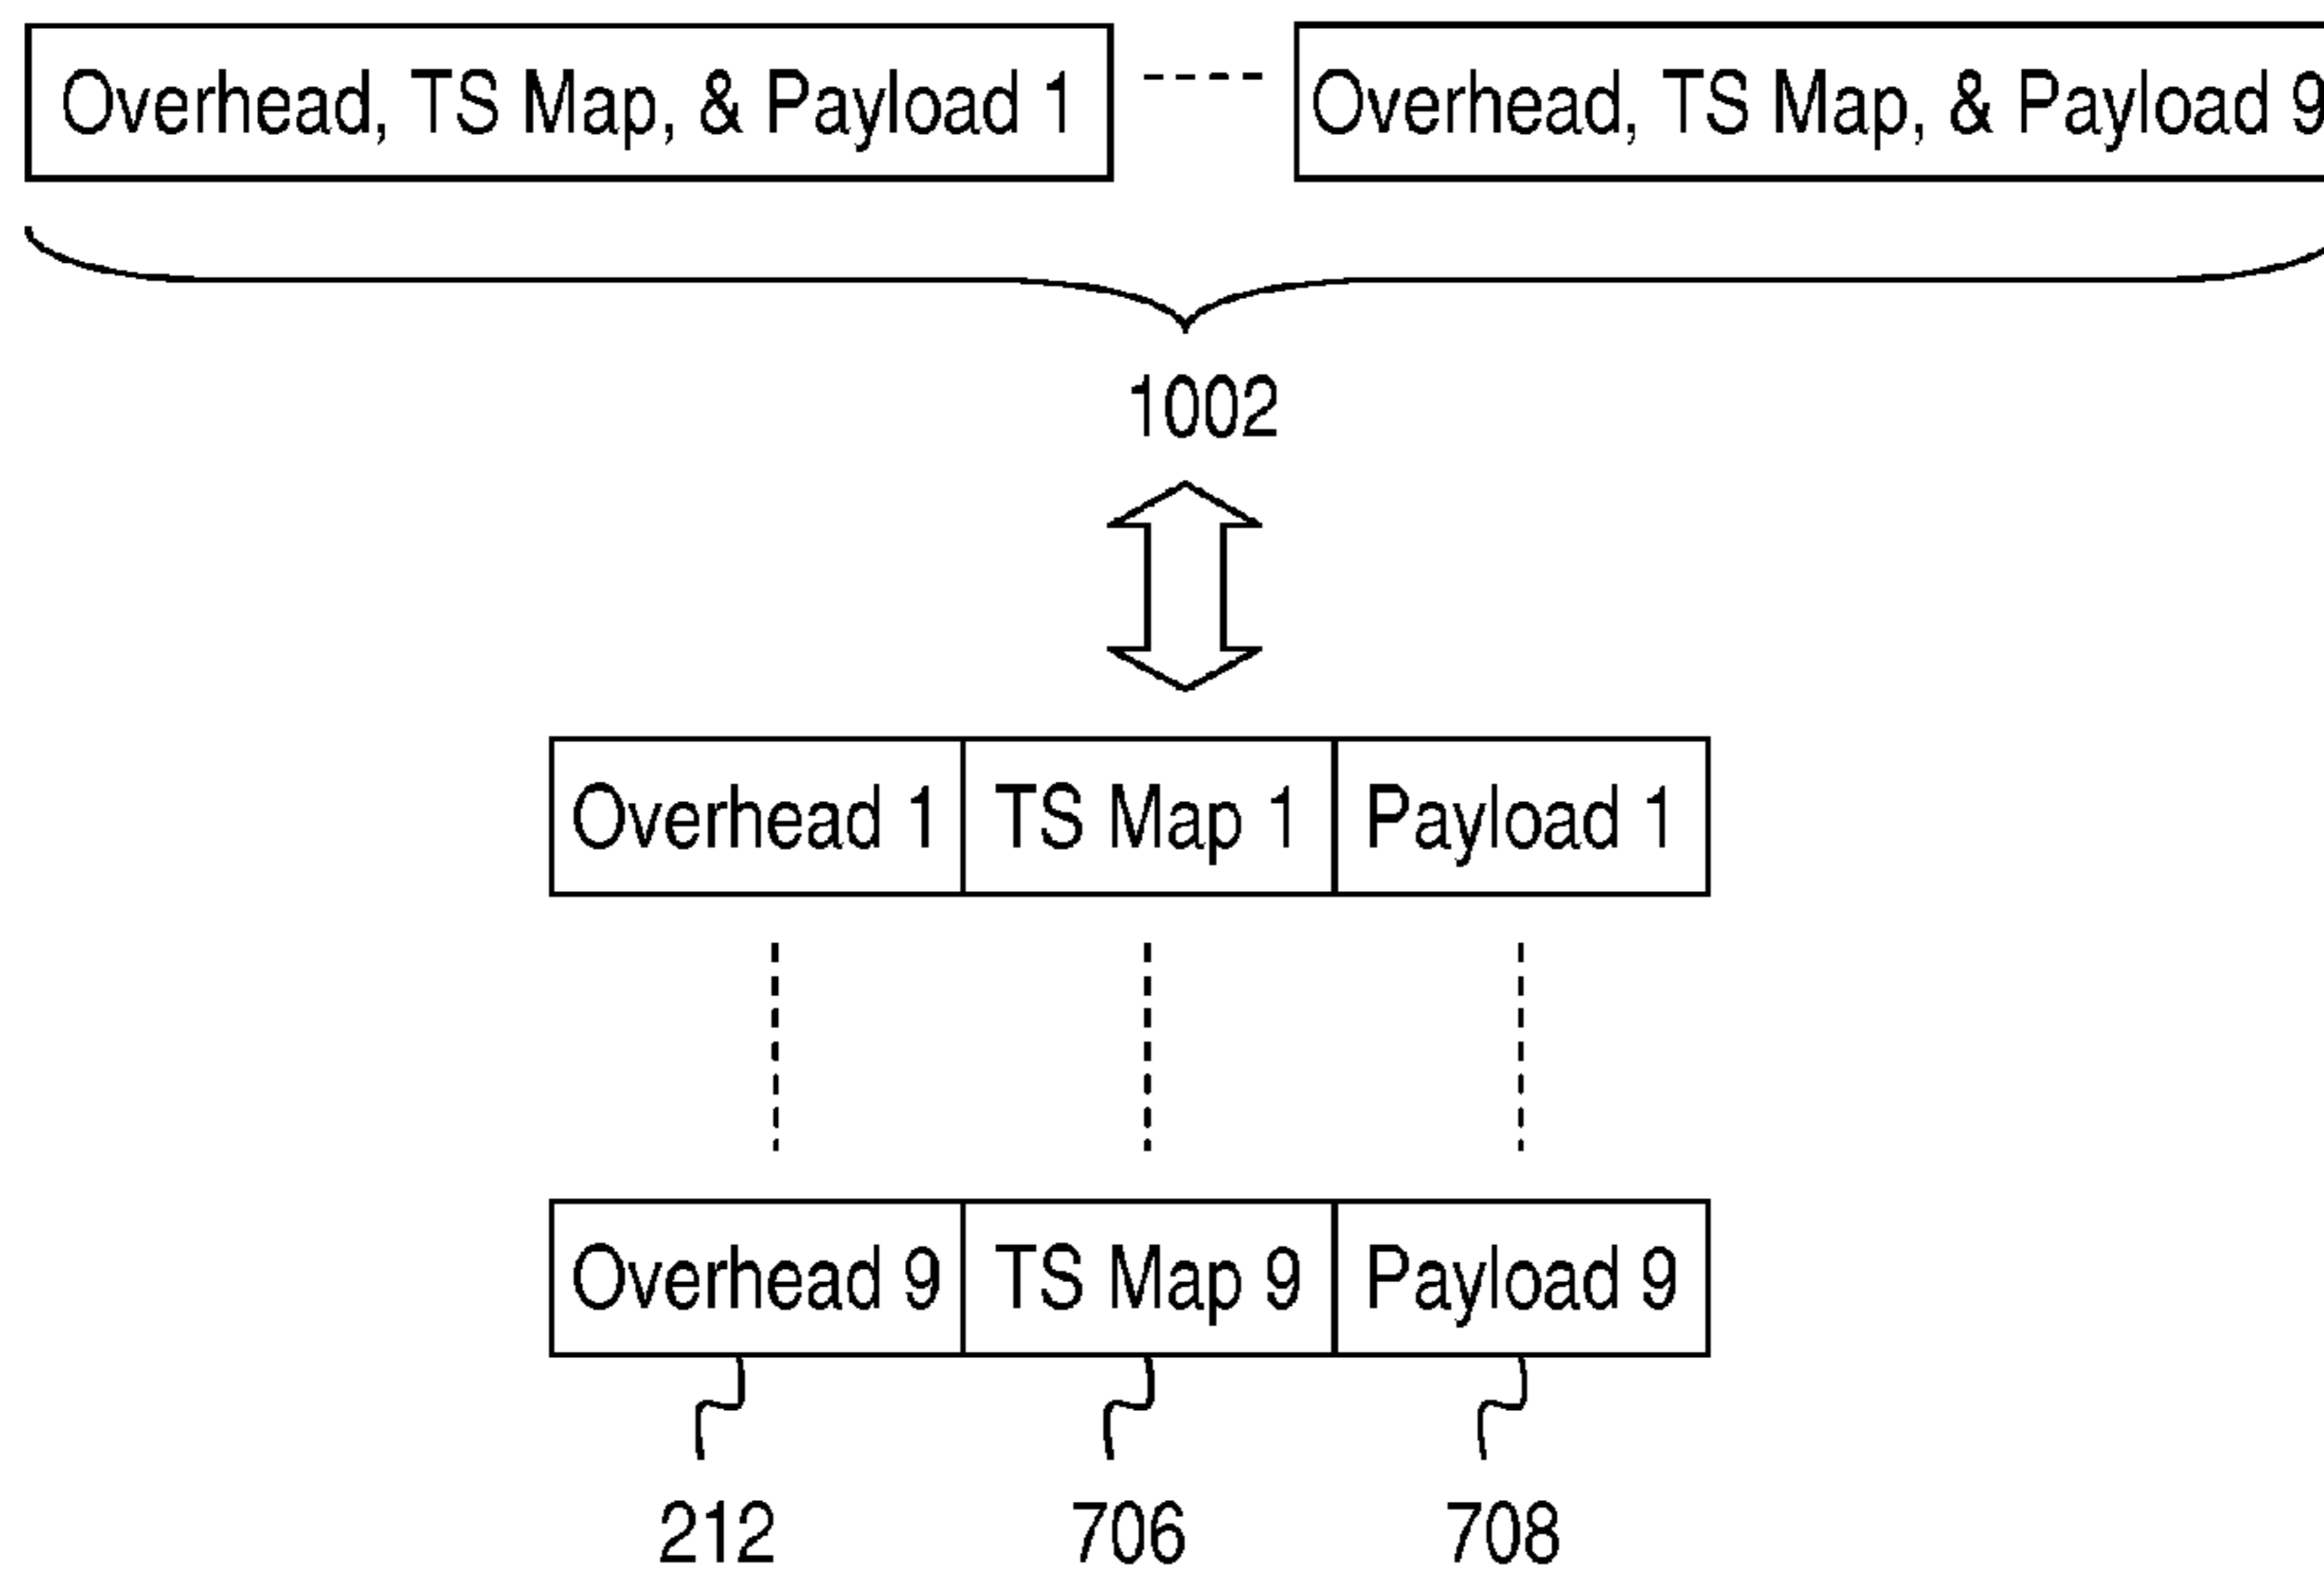 Overhead, TS Map, & Payload 1 Overhead, TS Map, & Payload 9
1002
Overhead 1 TS Map 1 Payload 1
Overhead 9 TS Map 9 Payload 9
212 706 708